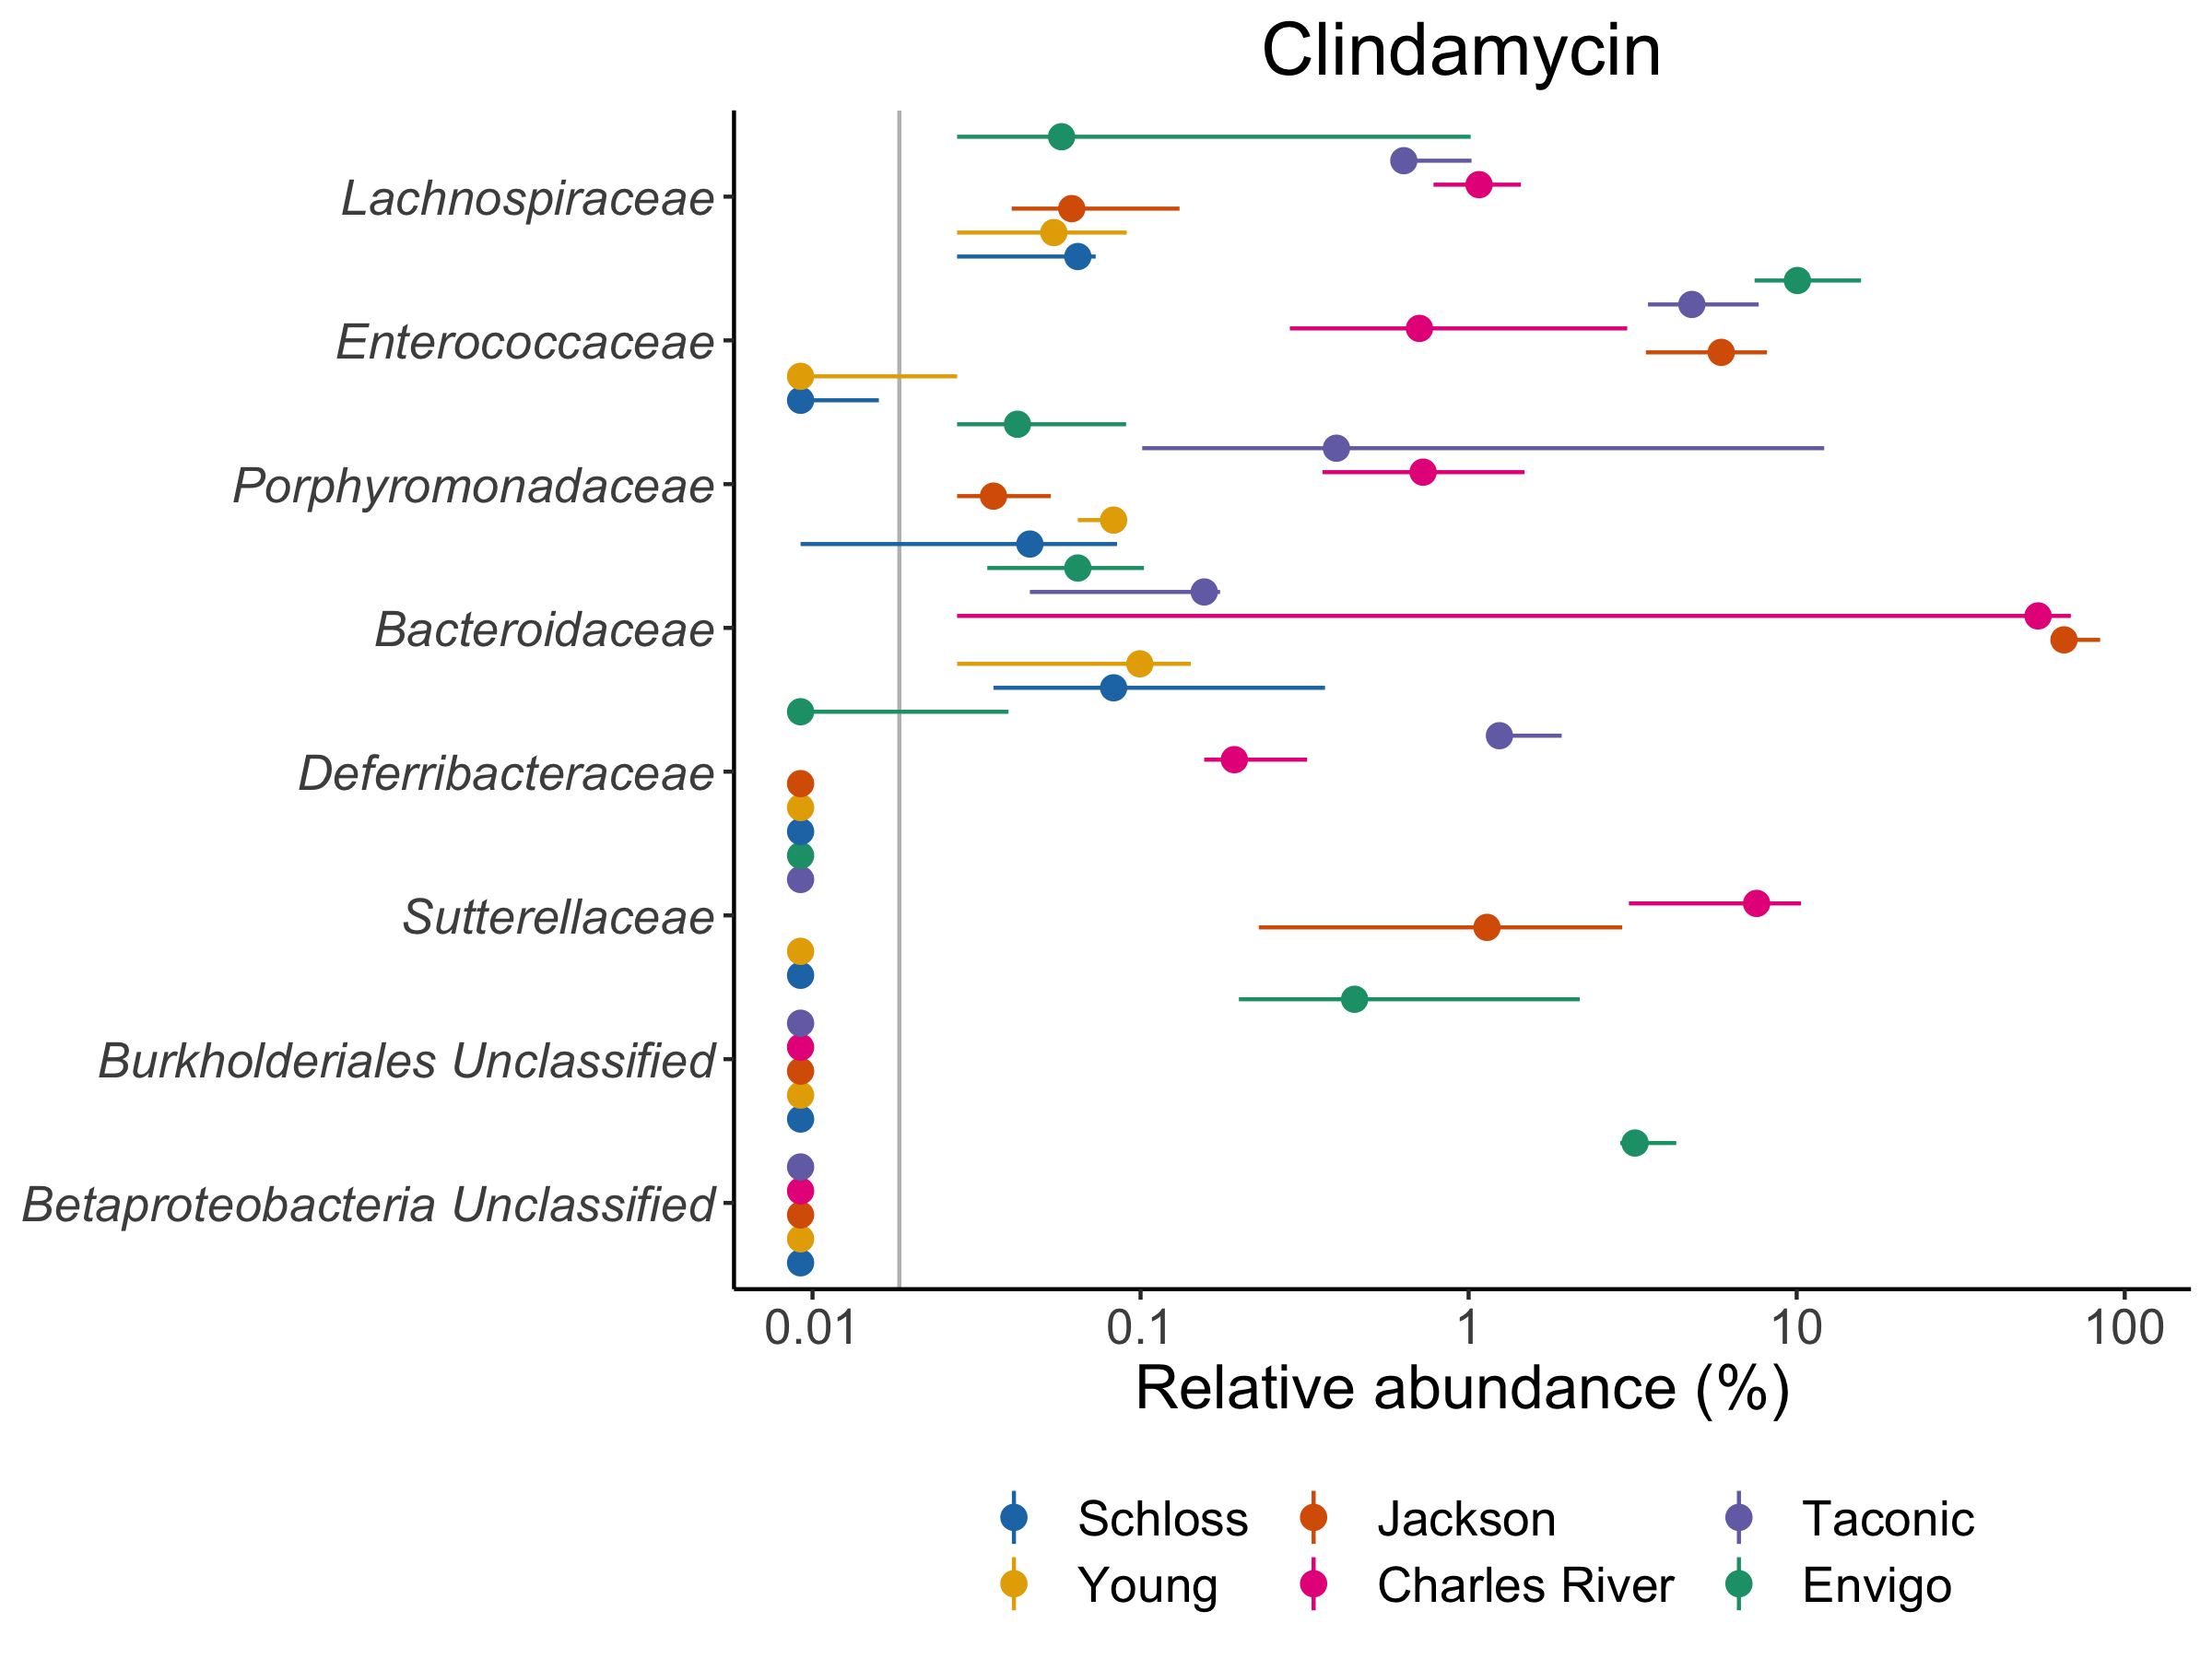 Clindamycin
Lachnospiraceae
Enterococcaceae
Porphyromonadaceae
Bacteroidaceae
Deferribacteraceae
Sutterellaceae
Burkholderiales Unclassified
Betaproteobacteria Unclassified
0.01 0.1 1 10 100
Relative abundance (%)
Schloss Jackson Taconic
Young Charles River Envigo